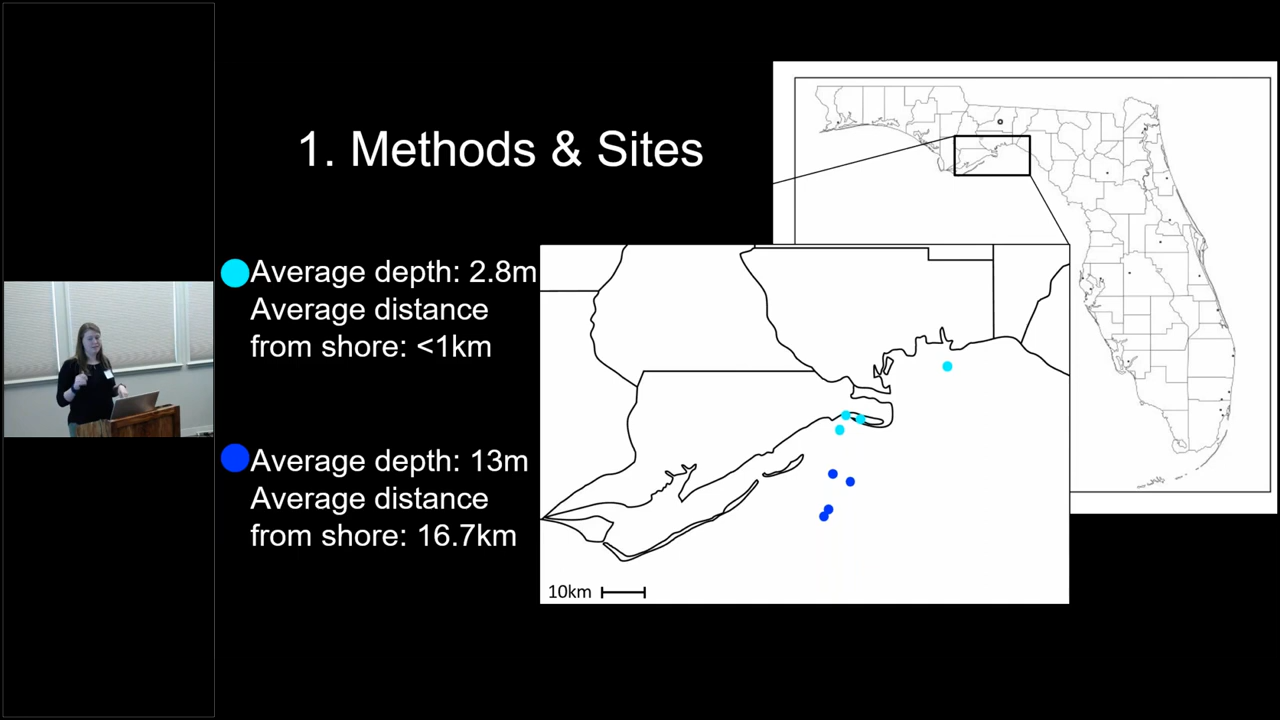 1. Methods & Sites
Average depth: 2.8m
Average distance
from shore: <1km
Average depth: 13m
Average distance
from shore: 16.7km
10km